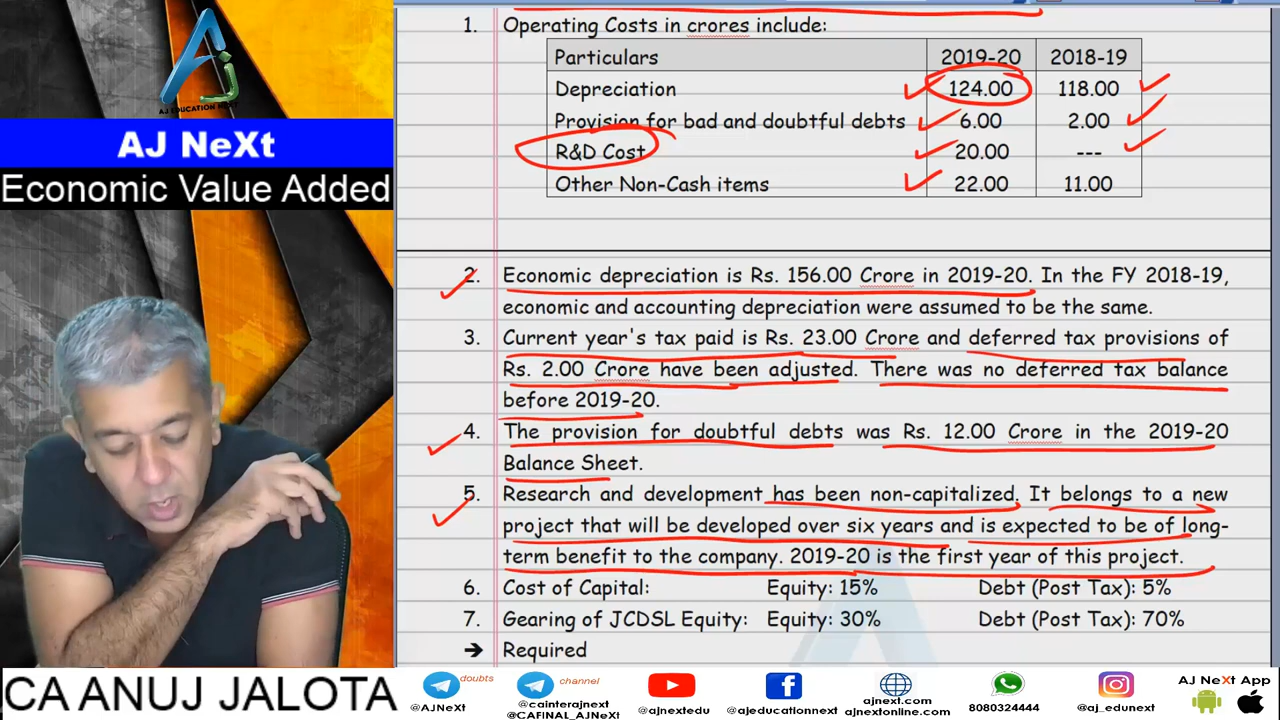 1. Operating Costs in crores include:
Particulars 2019-20 2018-19
Depreciation 124.00 118.00
Provision for bad and doubtful debts 6.00 2.00
R&D Cost 20.00 ---
Other Non-Cash items 22.00 11.00
AJ EDUCATION NEXT
AJ NeXt
Economic Value Added
2. Economic depreciation is Rs. 156.00 Crore in 2019-20. In the FY 2018-19,
economic and accounting depreciation were assumed to be the same.
3. Current year's tax paid is Rs. 23.00 Crore and deferred tax provisions of
Rs. 2.00 Crore have been adjusted. There was no deferred tax balance
before 2019-20.
4. The provision for doubtful debts was Rs. 12.00 Crore in the 2019-20
Balance Sheet.
5. Research and development has been non-capitalized. It belongs to a new
project that will be developed over six years and is expected to be of long-
term benefit to the company. 2019-20 is the first year of this project.
6. Cost of Capital: Equity: 15% Debt (Post Tax): 5%
7. Gearing of JCDSL Equity: Equity: 30% Debt (Post Tax): 70%
➔ Required
CA ANUJ JALOTA
doubts
@AJNeXt
channel
@cainterajnext
@CAFINAL_AJNeXt
@ajnextedu
@ajeducationnext
ajnext.com
ajnextonline.com
8080324444
@aj_edunext
AJ NeXt App